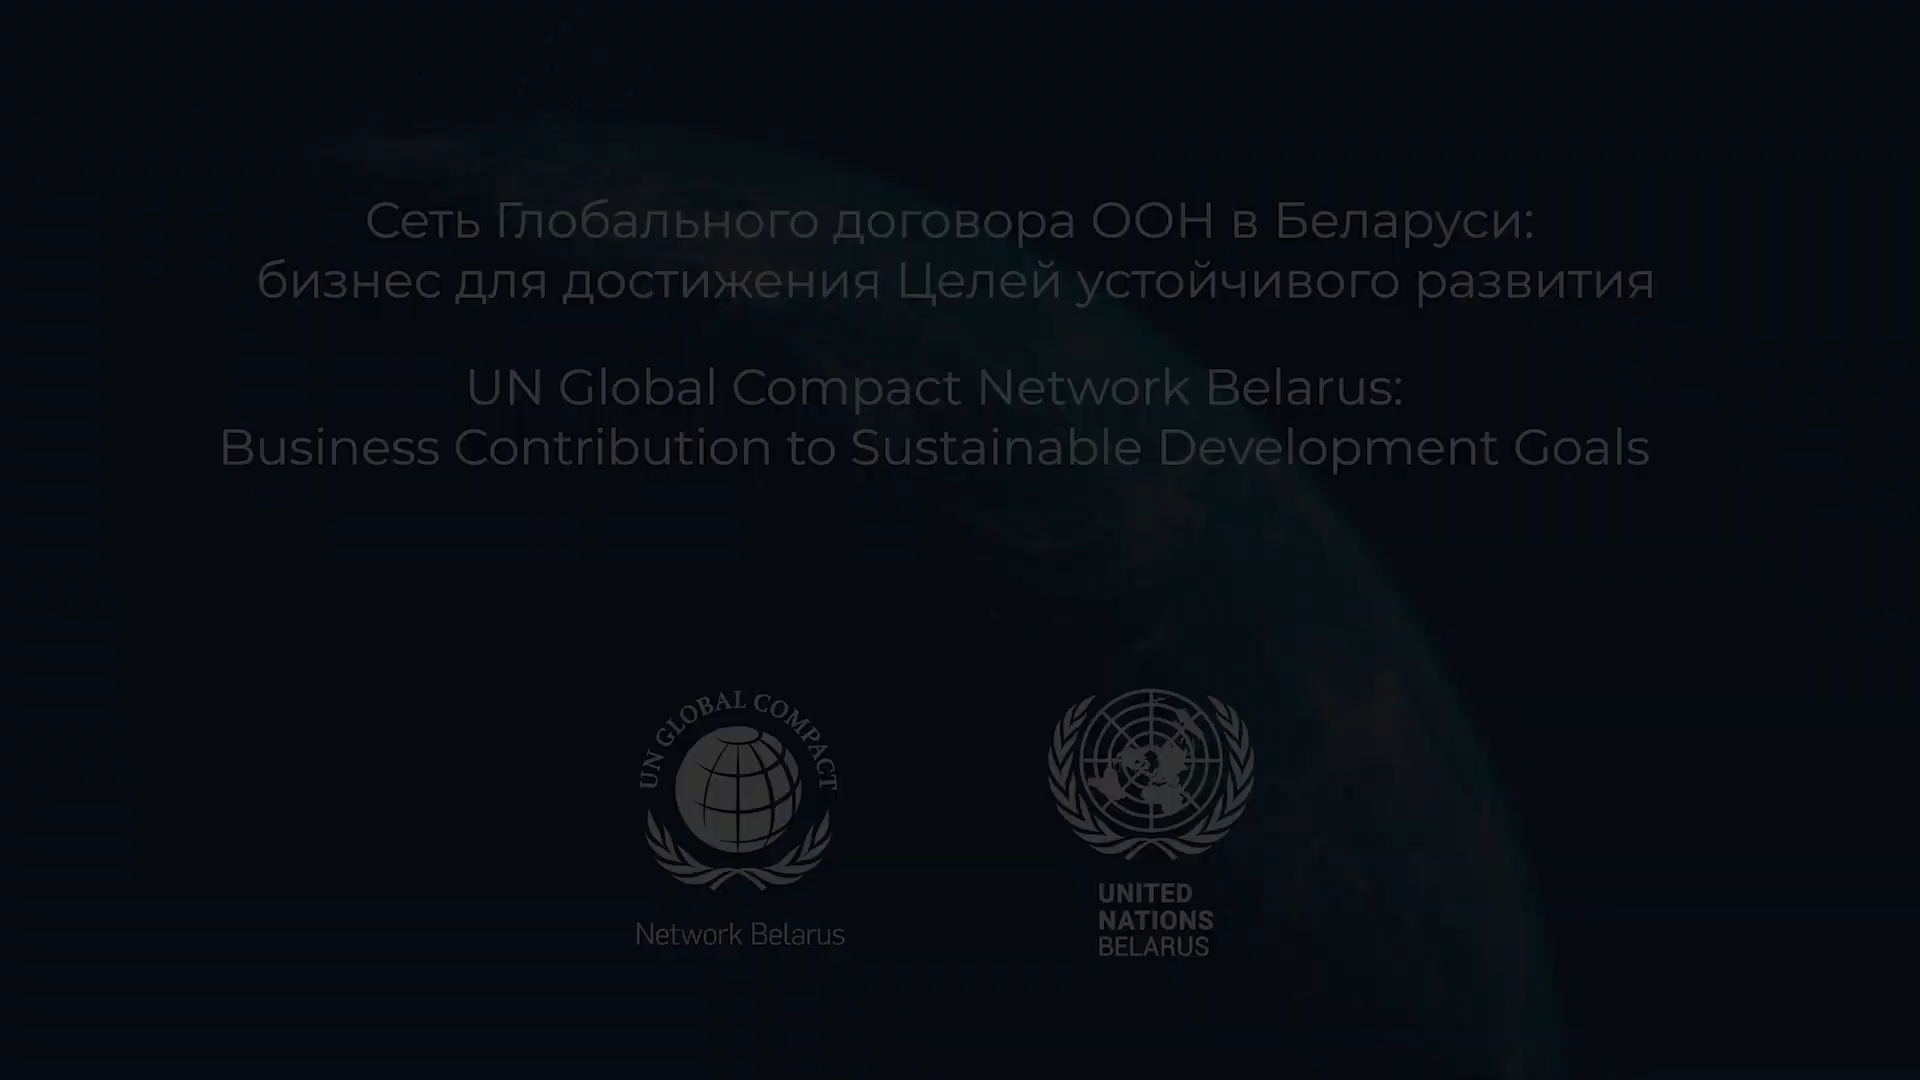 Сеть Глобального договора ООН в Беларуси:
бизнес для достижения Целей устойчивого развития
UN Global Compact Network Belarus:
Business Contribution to Sustainable Development Goals
UN GLOBAL COMPACT
Network Belarus
UNITED
NATIONS
BELARUS